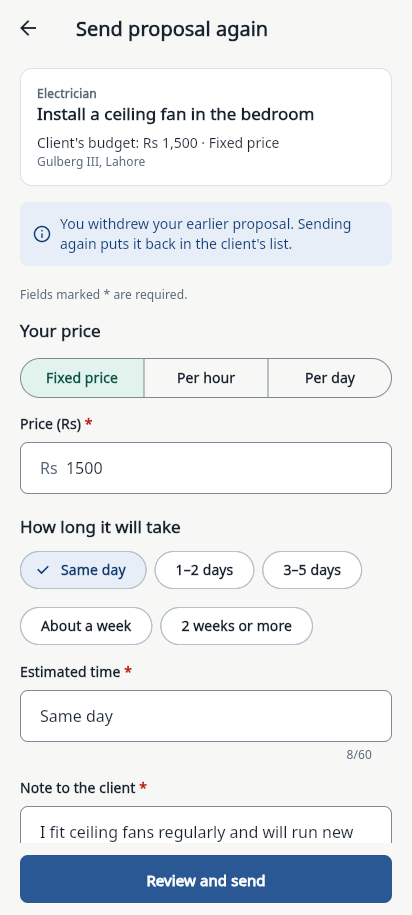 Send proposal again
Electrician
Install a ceiling fan in the bedroom
Client's budget: Rs 1,500 · Fixed price
Gulberg III, Lahore
You withdrew your earlier proposal. Sending
again puts it back in the client's list.
Fields marked * are required.
Your price
Fixed price
Per hour
Per day
Price (Rs) *
Rs 1500
How long it will take
Same day
1–2 days
3–5 days
About a week
2 weeks or more
Estimated time *
Same day
8/60
Note to the client *
I fit ceiling fans regularly and will run new
Review and send